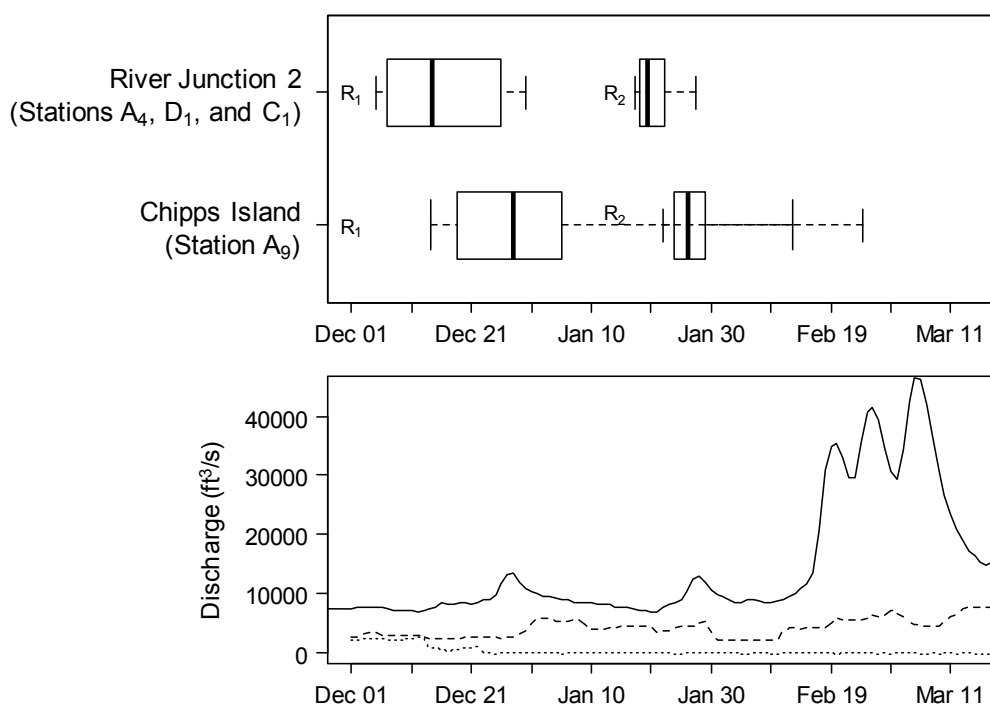 River Junction 2
(Stations A₄, D₁, and C₁)
R₁
R₂
Chipps Island
(Station A₉)
R₁
R₂
Dec 01 Dec 21 Jan 10 Jan 30 Feb 19 Mar 11
Discharge (ft³/s)
40000
30000
20000
10000
0
Dec 01 Dec 21 Jan 10 Jan 30 Feb 19 Mar 11